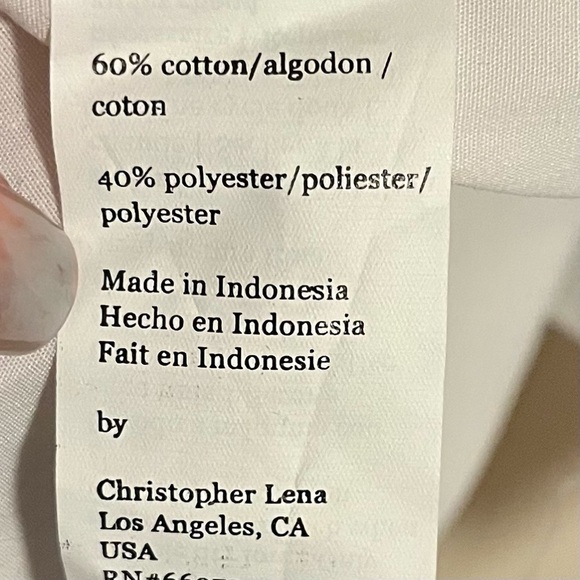 60% cotton/algodon /
coton
40% polyester/poliester/
polyester
Made in Indonesia
Hecho en Indonesia
Fait en Indonesie
by
Christopher Lena
Los Angeles, CA
USA